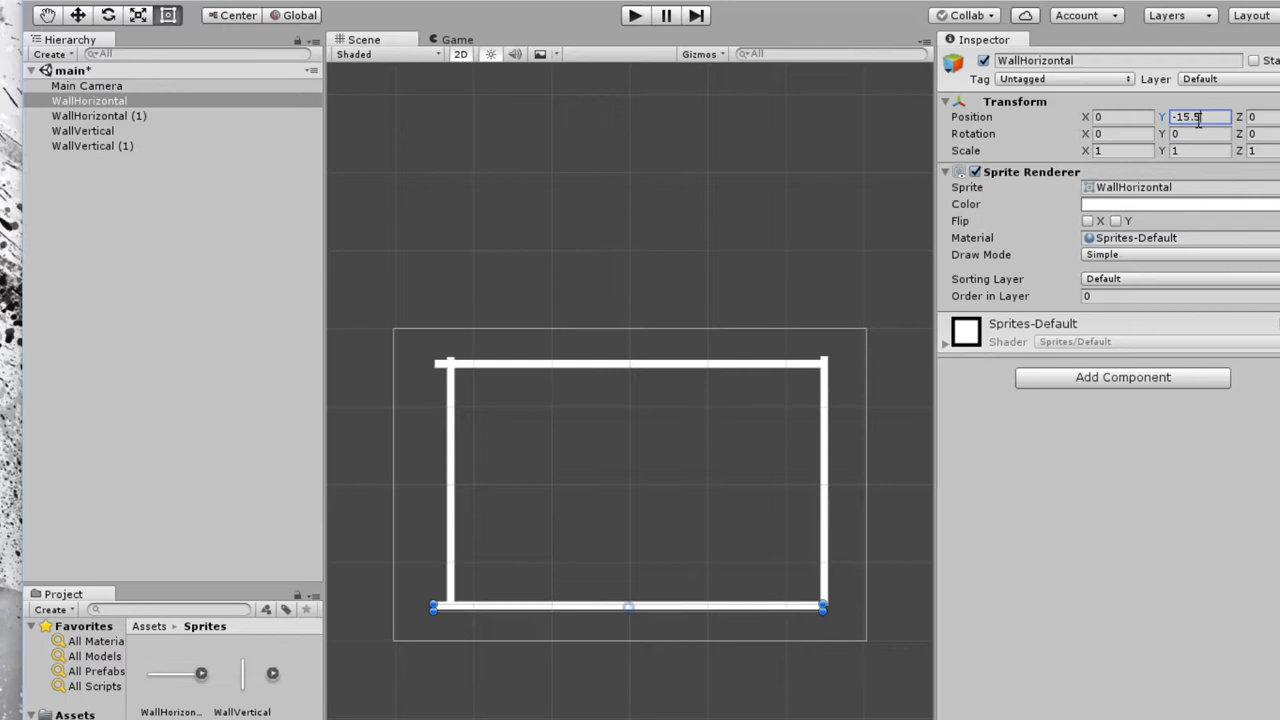 Center Global Collab Account Layers Layout
Hierarchy Scene Game Inspector
Create All Shaded 2D Gizmos All WallHorizontal
main*
Main Camera
WallHorizontal
WallHorizontal (1)
WallVertical
WallVertical (1)
Tag Untagged Layer Default
Transform
Position X 0 Y -15.5 Z 0
Rotation X 0 Y 0 Z 0
Scale X 1 Y 1 Z 1
Sprite Renderer
Sprite WallHorizontal
Color
Flip X Y
Material Sprites-Default
Draw Mode Simple
Sorting Layer Default
Order in Layer 0
Sprites-Default
Shader Sprites/Default
Add Component
Project
Create
Favorites Assets Sprites
All Materia
All Models
All Prefabs
All Scripts
Assets
WallHorizon... WallVertical